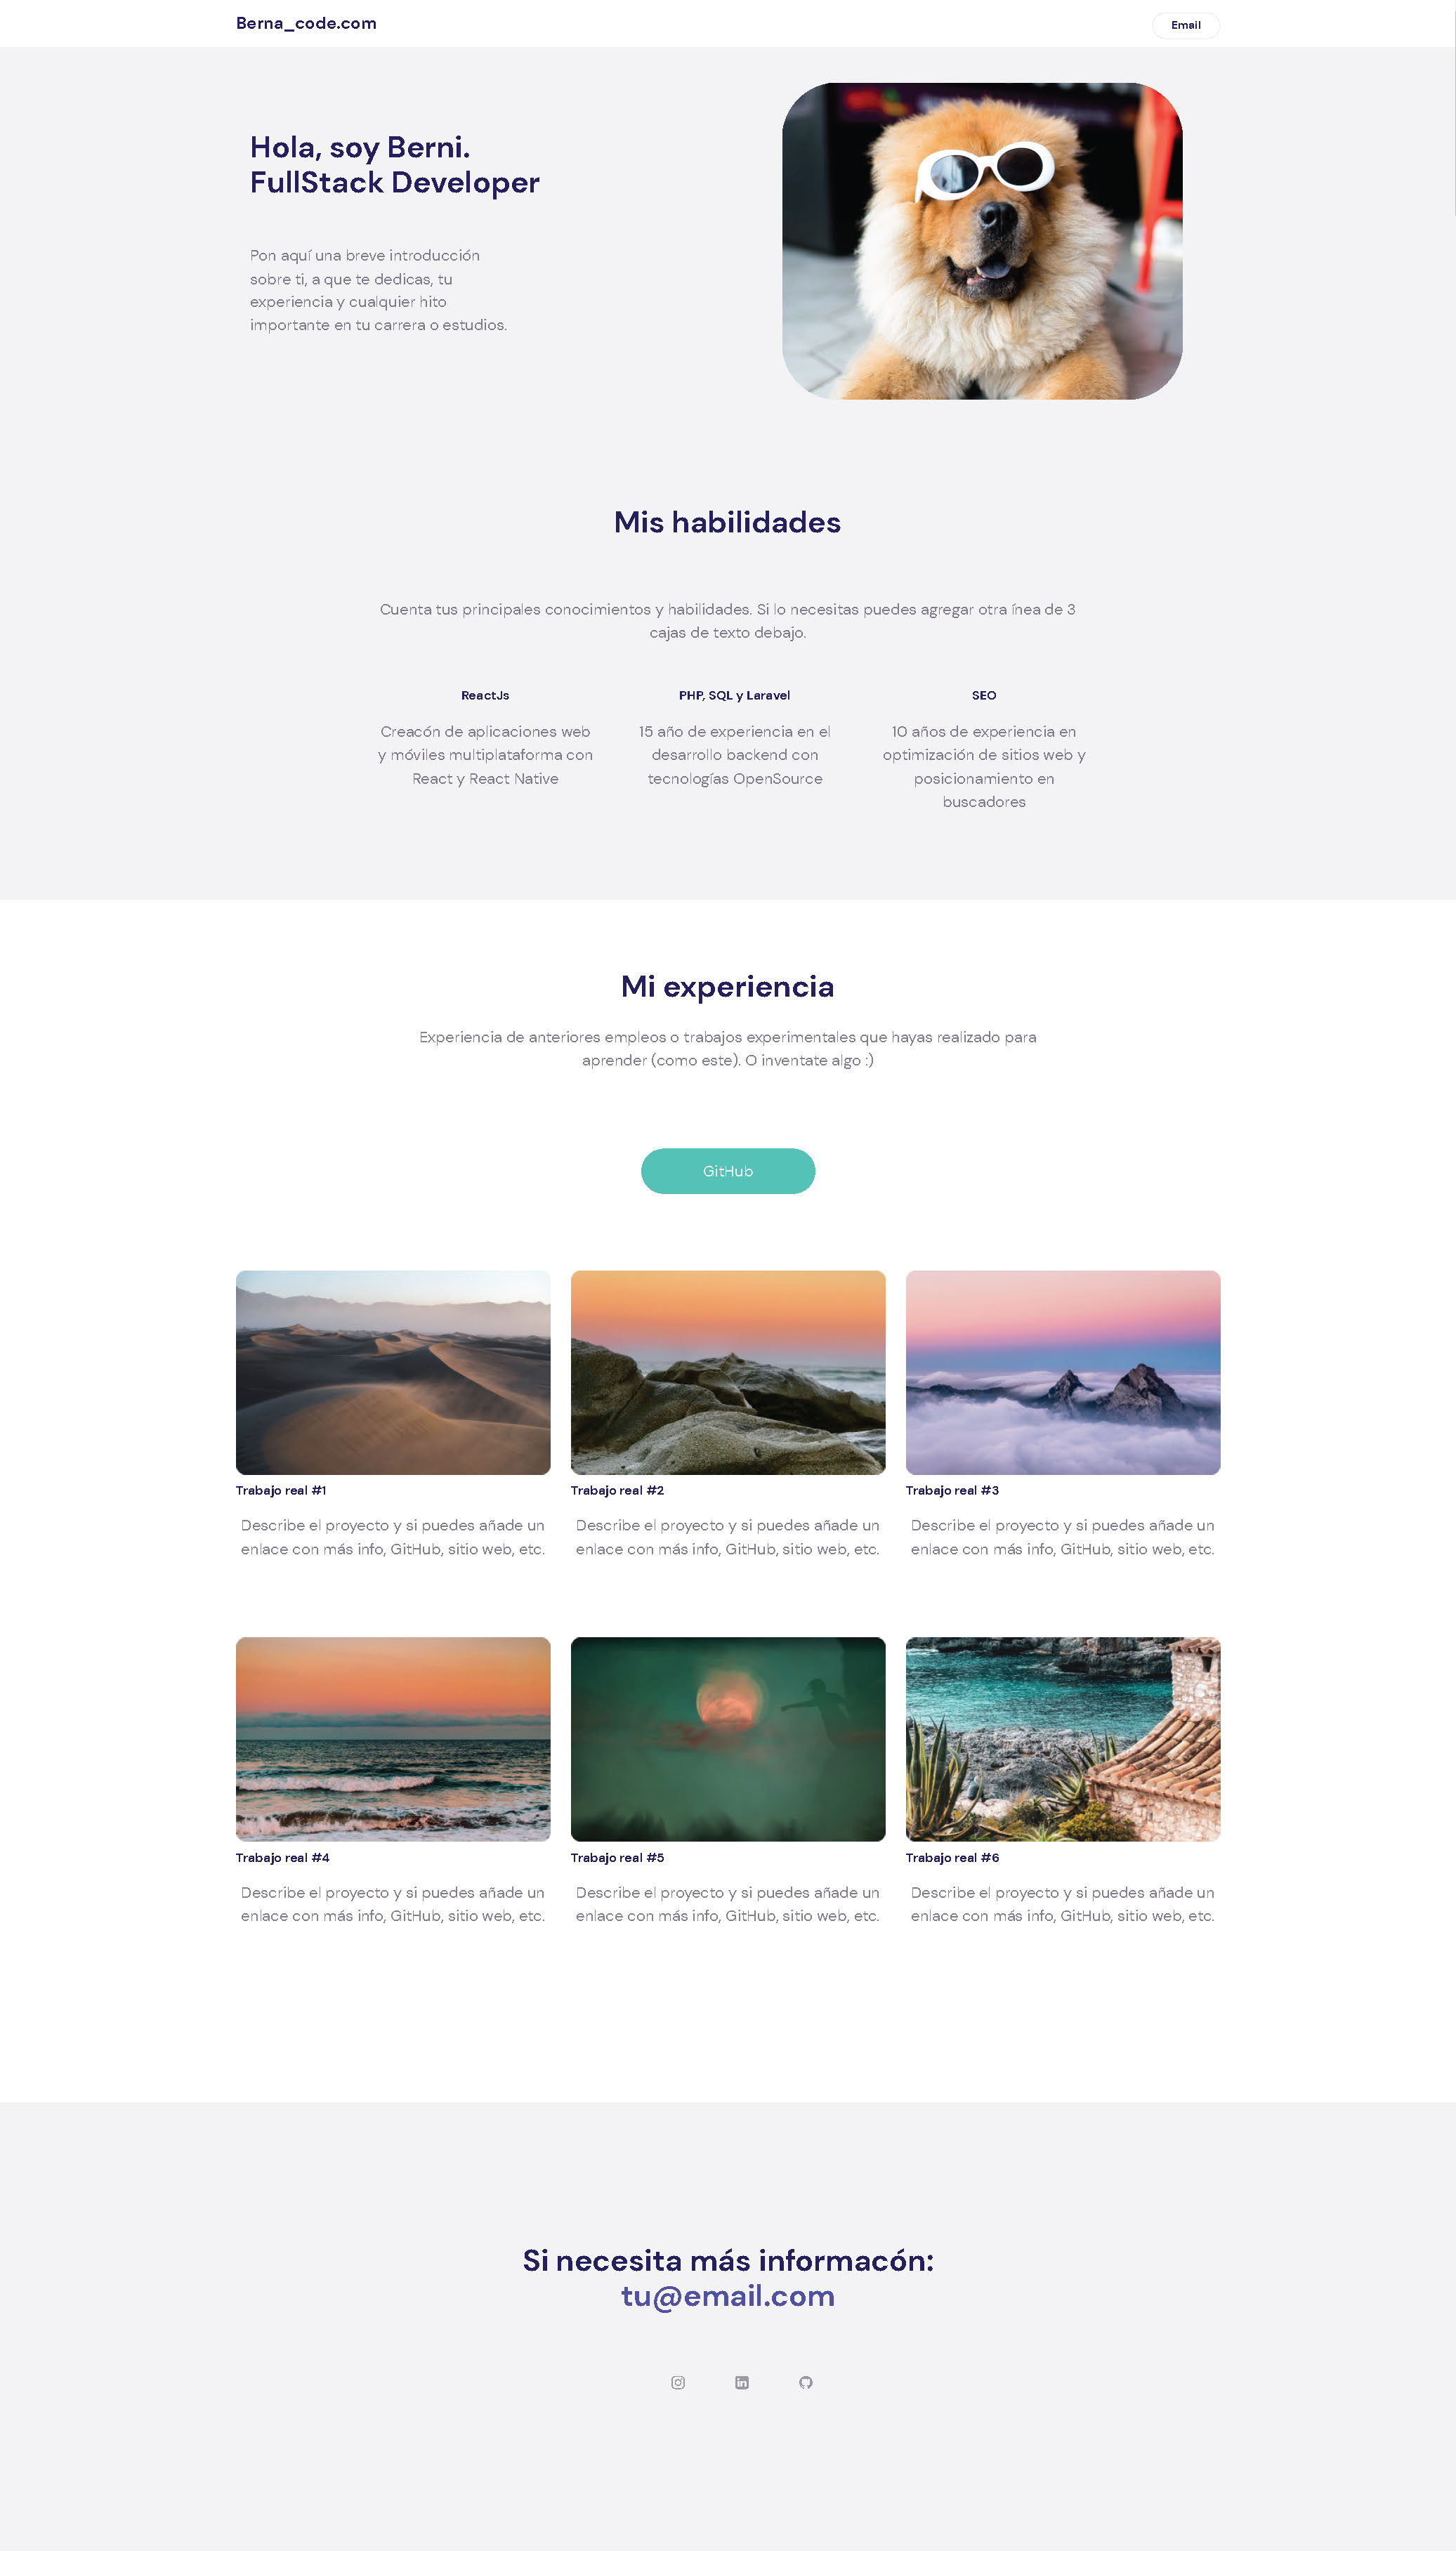 Berna_code.com
Email
Hola, soy Berni.
FullStack Developer
Pon aquí una breve introducción
sobre ti, a que te dedicas, tu
experiencia y cualquier hito
importante en tu carrera o estudios.
Mis habilidades
Cuenta tus principales conocimientos y habilidades. Si lo necesitas puedes agregar otra ínea de 3
cajas de texto debajo.
ReactJs
Creacón de aplicaciones web
y móviles multiplataforma con
React y React Native
PHP, SQL y Laravel
15 año de experiencia en el
desarrollo backend con
tecnologías OpenSource
SEO
10 años de experiencia en
optimización de sitios web y
posicionamiento en
buscadores
Mi experiencia
Experiencia de anteriores empleos o trabajos experimentales que hayas realizado para
aprender (como este). O inventate algo :)
GitHub
Trabajo real #1
Describe el proyecto y si puedes añade un
enlace con más info, GitHub, sitio web, etc.
Trabajo real #2
Describe el proyecto y si puedes añade un
enlace con más info, GitHub, sitio web, etc.
Trabajo real #3
Describe el proyecto y si puedes añade un
enlace con más info, GitHub, sitio web, etc.
Trabajo real #4
Describe el proyecto y si puedes añade un
enlace con más info, GitHub, sitio web, etc.
Trabajo real #5
Describe el proyecto y si puedes añade un
enlace con más info, GitHub, sitio web, etc.
Trabajo real #6
Describe el proyecto y si puedes añade un
enlace con más info, GitHub, sitio web, etc.
Si necesita más informacón:
tu@email.com